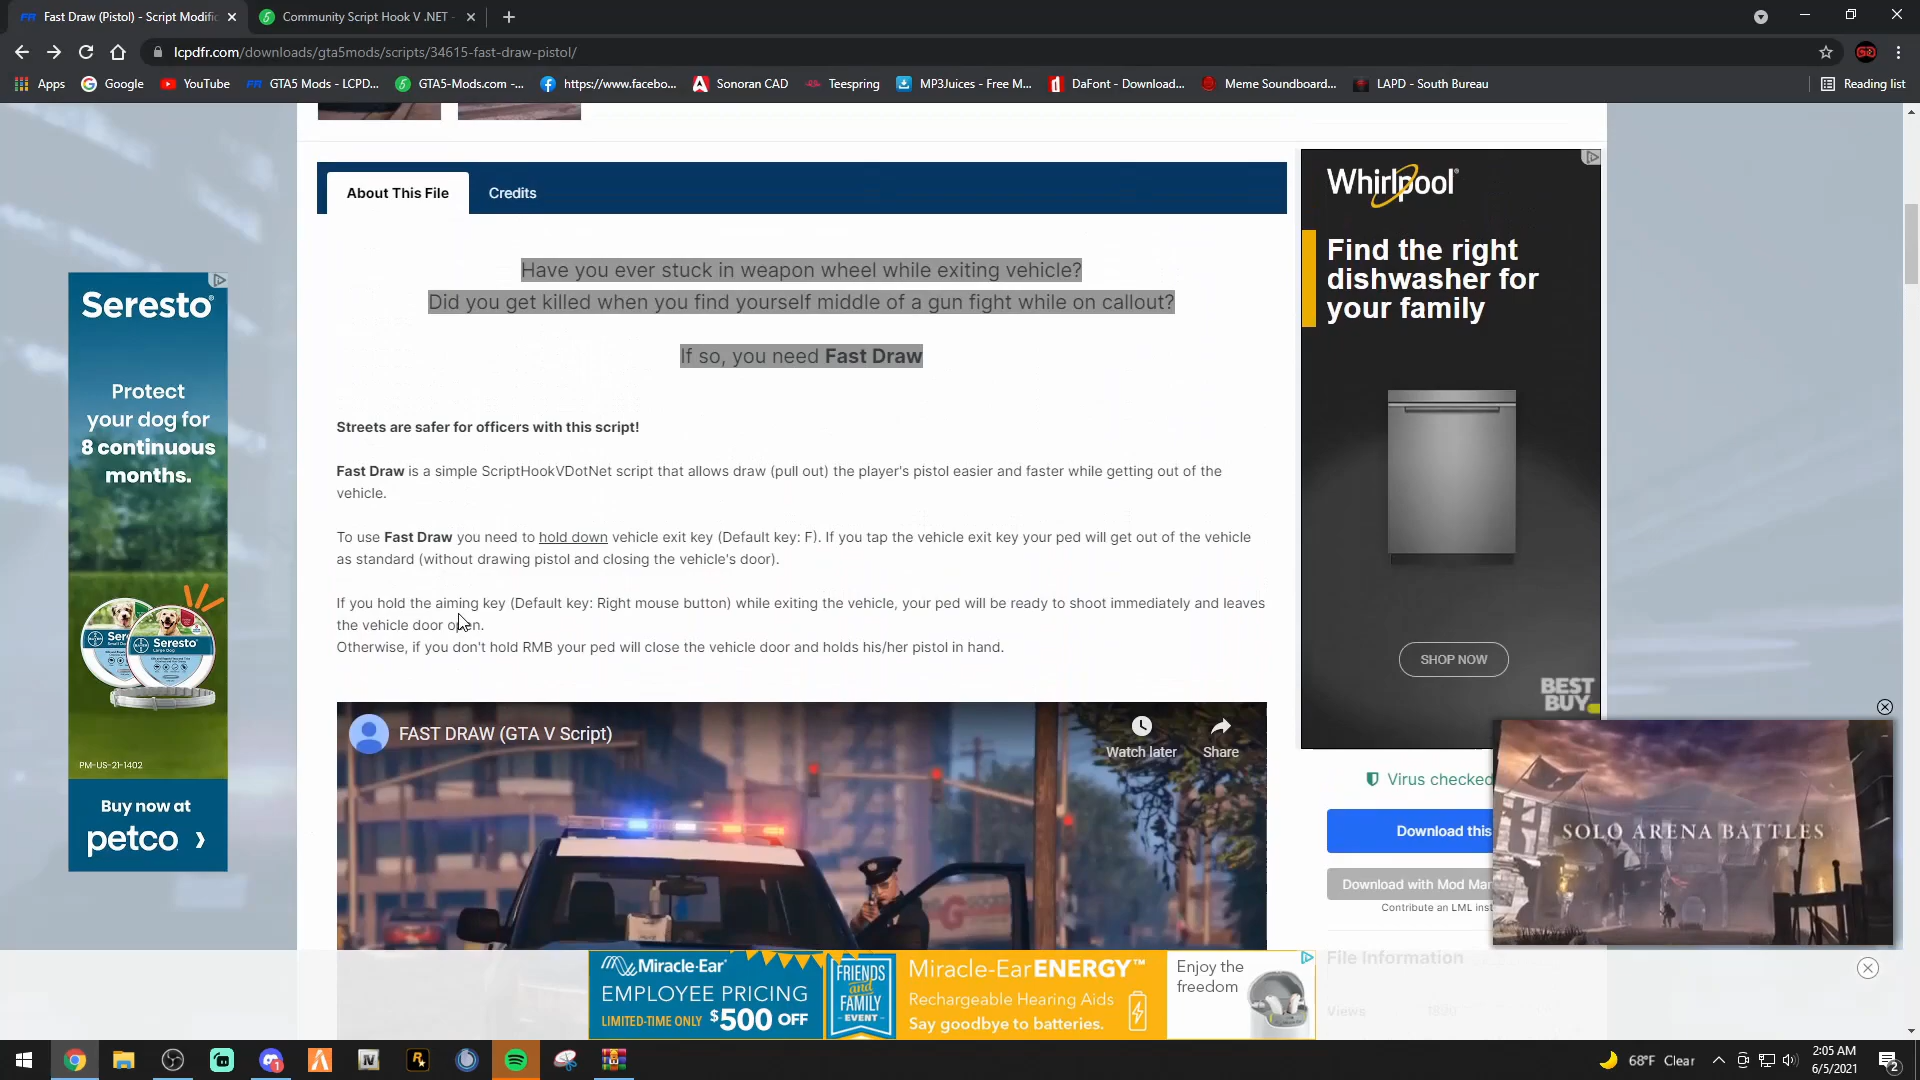 Fast Draw (Pistol) - Script Modific
Community Script Hook V .NET -
lcpdfr.com/downloads/gta5mods/scripts/34615-fast-draw-pistol/
Apps
Google
YouTube
GTA5 Mods - LCPD...
GTA5-Mods.com -...
https://www.facebo...
Sonoran CAD
Teespring
MP3Juices - Free M...
DaFont - Download...
Meme Soundboard...
LAPD - South Bureau
Reading list
About This File
Credits
Have you ever stuck in weapon wheel while exiting vehicle?
Did you get killed when you find yourself middle of a gun fight while on callout?
If so, you need Fast Draw
Streets are safer for officers with this script!
Fast Draw is a simple ScriptHookVDotNet script that allows draw (pull out) the player's pistol easier and faster while getting out of the
vehicle.
To use Fast Draw you need to hold down vehicle exit key (Default key: F). If you tap the vehicle exit key your ped will get out of the vehicle
as standard (without drawing pistol and closing the vehicle's door).
If you hold the aiming key (Default key: Right mouse button) while exiting the vehicle, your ped will be ready to shoot immediately and leaves
the vehicle door open.
Otherwise, if you don't hold RMB your ped will close the vehicle door and holds his/her pistol in hand.
FAST DRAW (GTA V Script)
Watch later
Share
Seresto
Protect
your dog for
8 continuous
months.
Seresto
PM-US-21-1402
Buy now at
petco
Whirlpool
Find the right
dishwasher for
your family
SHOP NOW
BEST
BUY
Virus checked
Download this
Download with Mod Man
Contribute an LML inst
SOLO ARENA BATTLES
File Information
Views
Miracle-Ear
EMPLOYEE PRICING
LIMITED-TIME ONLY $500 OFF
FRIENDS
and
FAMILY
EVENT
Miracle-EarENERGY™
Rechargeable Hearing Aids
Say goodbye to batteries.
Enjoy the
freedom
68°F Clear
2:05 AM
6/5/2021
2